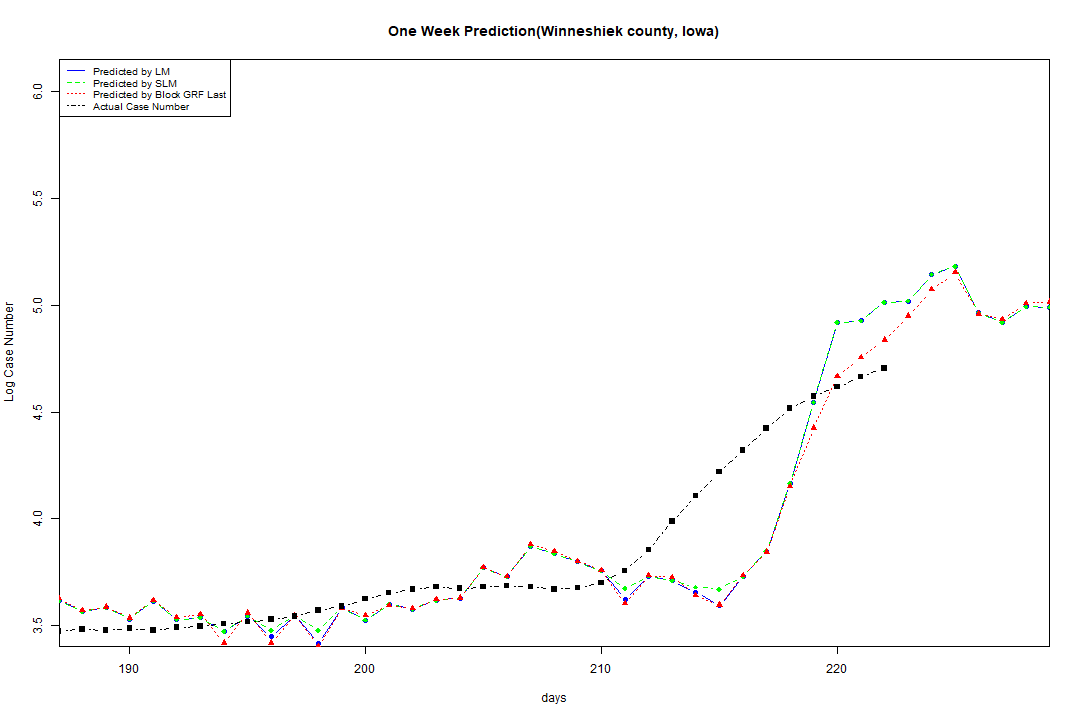 One Week Prediction(Winneshiek county, Iowa)
Predicted by LM
Predicted by SLM
Predicted by Block GRF Last
Actual Case Number
Log Case Number
6.0
5.5
5.0
4.5
4.0
3.5
190 200 210 220
days